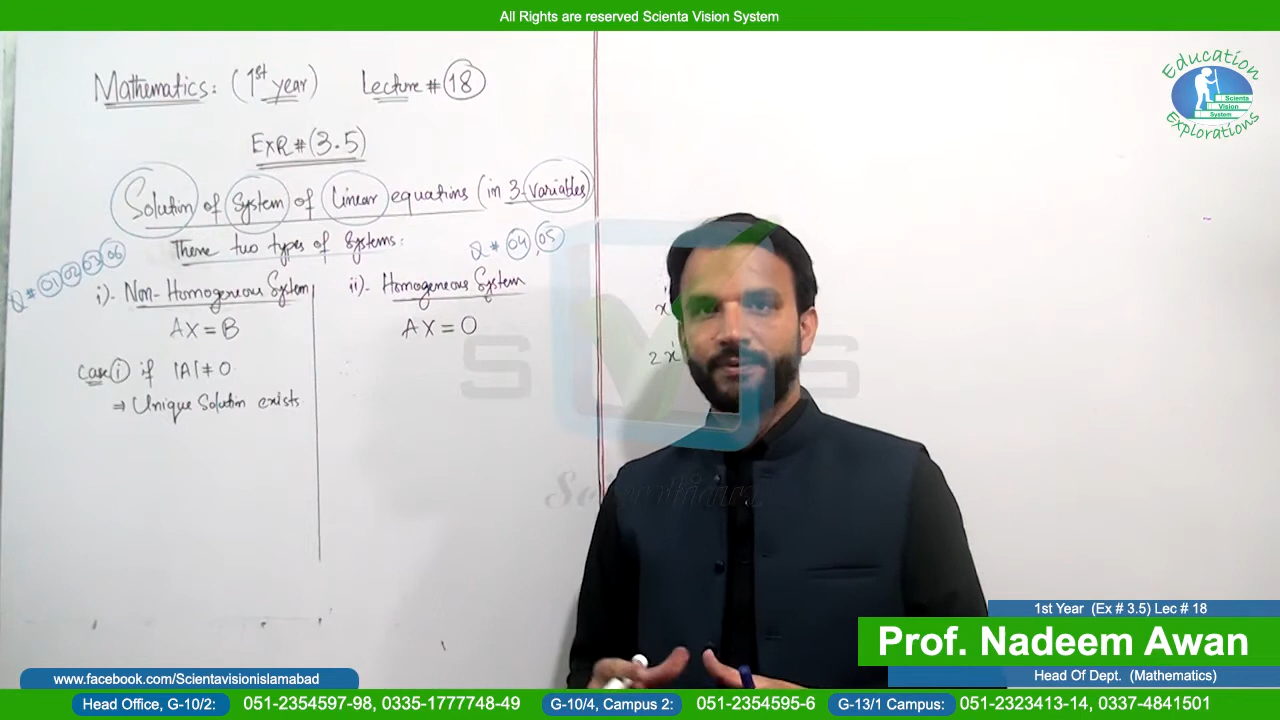 All Rights are reserved Scienta Vision System
Mathematics: (1st year) Lecture # 18
EXR # (3.5)
Solution of System of Linear equations (in 3-variables)
There two types of Systems:
Q # 01 02 03 06
Q # 04, 05
i)- Non-Homogeneous System
ii)- Homogeneous System
AX = B
AX = O
case i if |A| ≠ 0
⇒ Unique Solution exists
x
2x
Education
Scienta
Vision
System
Explorations
SVS
1st Year (Ex # 3.5) Lec # 18
Prof. Nadeem Awan
Head Of Dept. (Mathematics)
www.facebook.com/Scientavisionislamabad
Head Office, G-10/2: 051-2354597-98, 0335-1777748-49 G-10/4, Campus 2: 051-2354595-6 G-13/1 Campus: 051-2323413-14, 0337-4841501